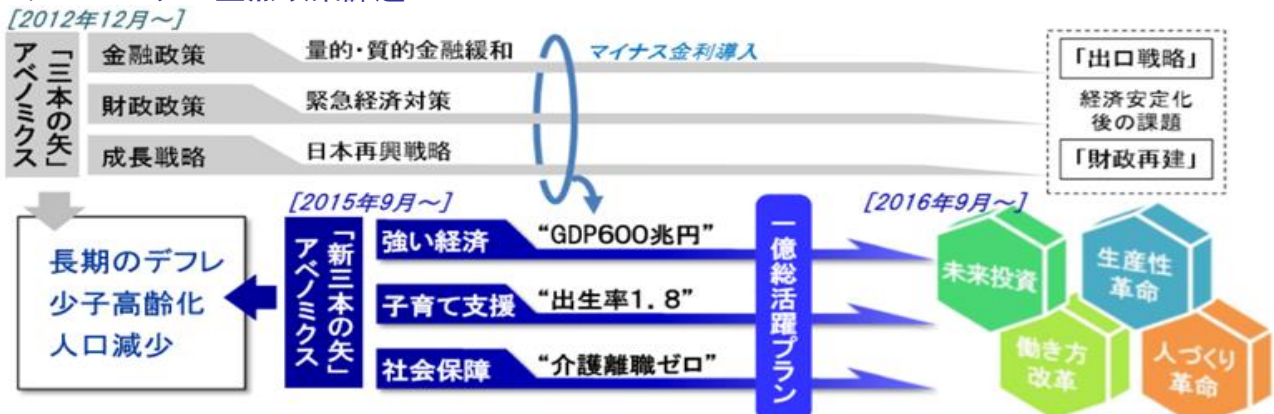 [2012年12月～]
「三本の矢」
アベノミクス
金融政策
量的・質的金融緩和
マイナス金利導入
財政政策
緊急経済対策
成長戦略
日本再興戦略
「出口戦略」
経済安定化
後の課題
「財政再建」
長期のデフレ
少子高齢化
人口減少
[2015年9月～]
「新三本の矢」
アベノミクス
強い経済
“GDP600兆円”
子育て支援
“出生率1.8”
社会保障
“介護離職ゼロ”
一億総活躍プラン
[2016年9月～]
未来投資
生産性
革命
働き方
改革
人づくり
革命